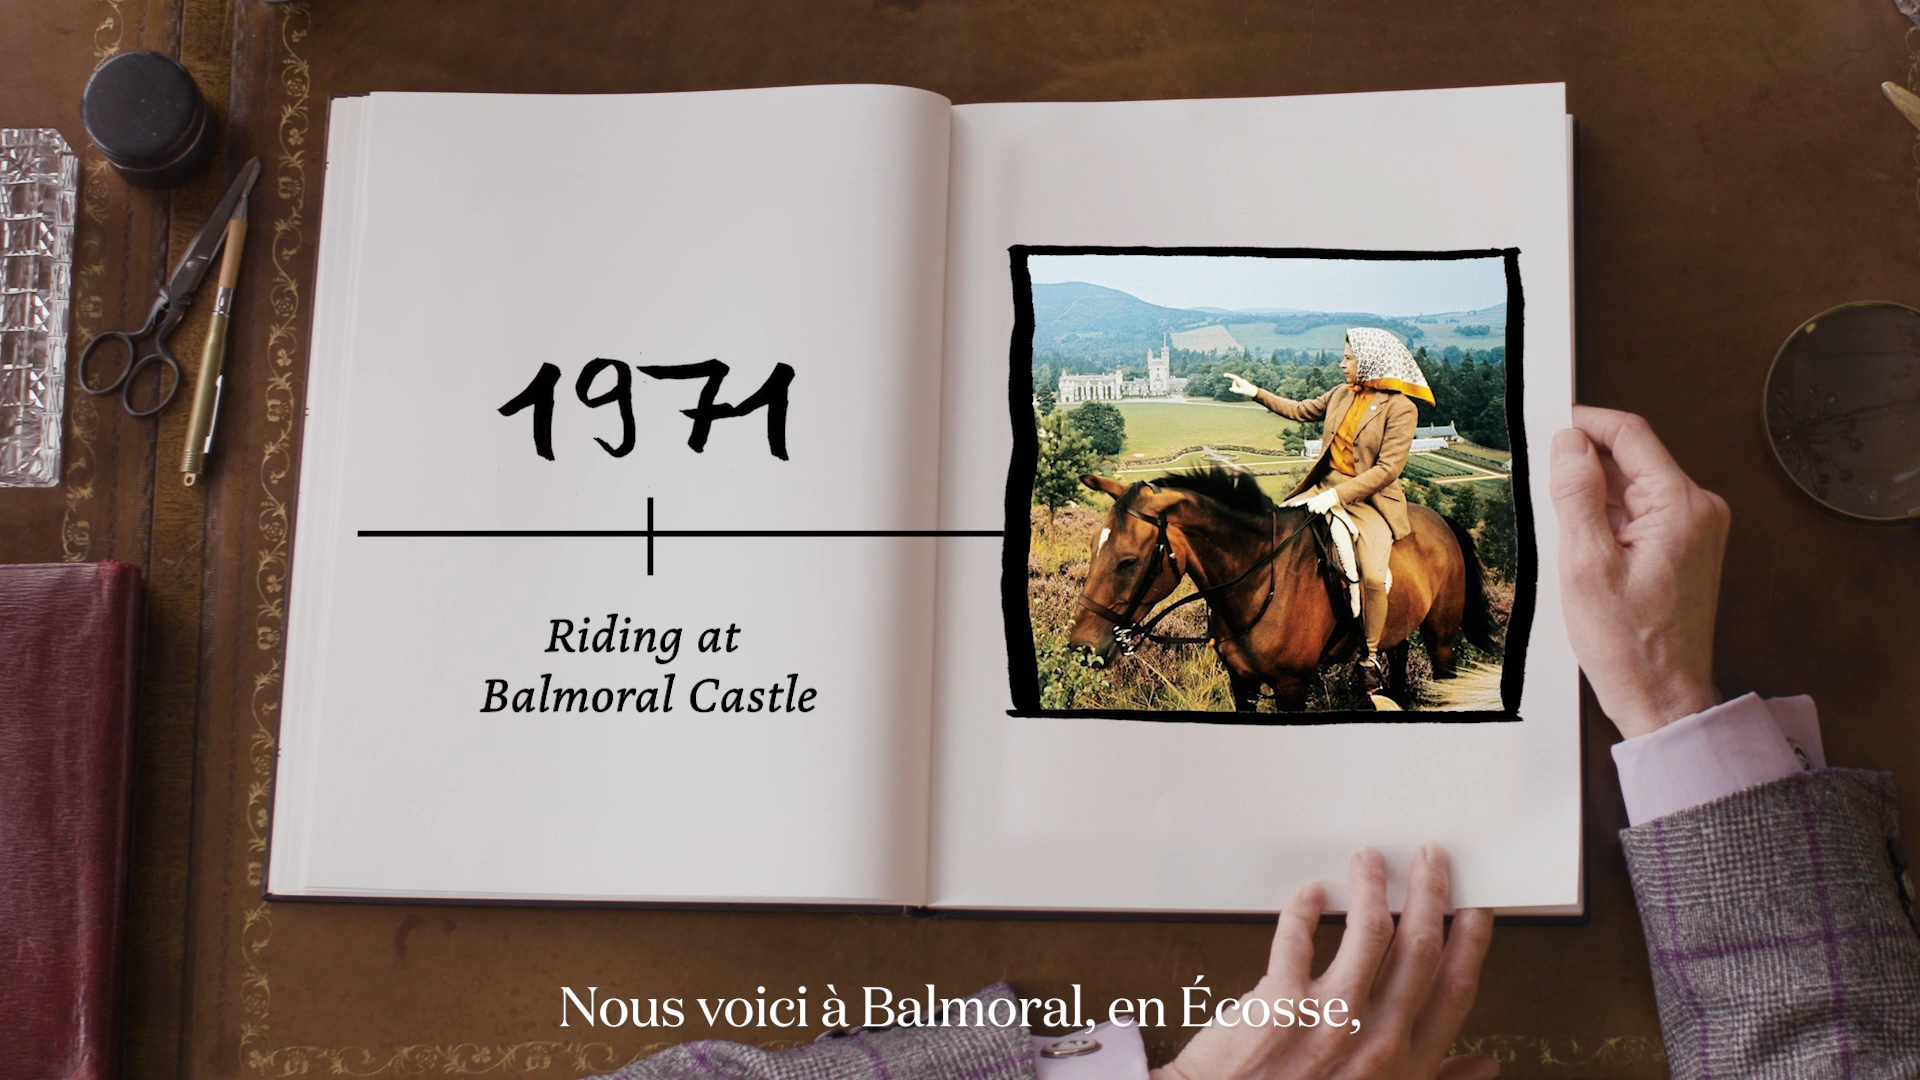 1971
Riding at
Balmoral Castle
Nous voici à Balmoral, en Écosse,